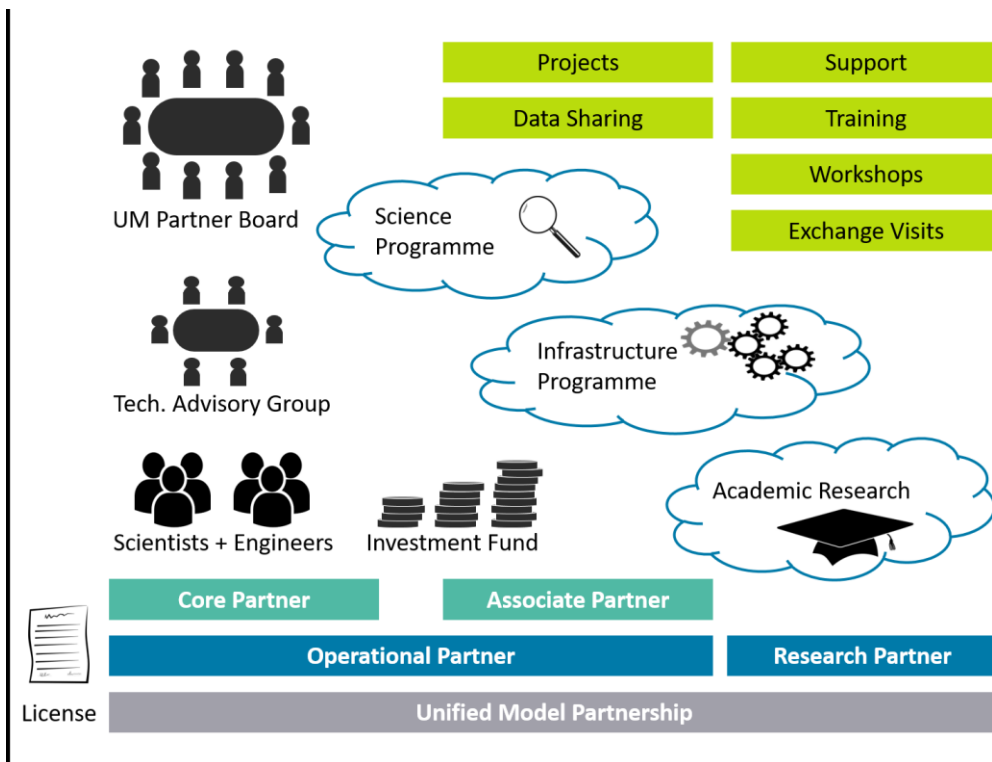 Projects
Support
Data Sharing
Training
Workshops
Exchange Visits
UM Partner Board
Science
Programme
Infrastructure
Programme
Tech. Advisory Group
Academic Research
Scientists + Engineers
Investment Fund
Core Partner
Associate Partner
Operational Partner
Research Partner
License
Unified Model Partnership